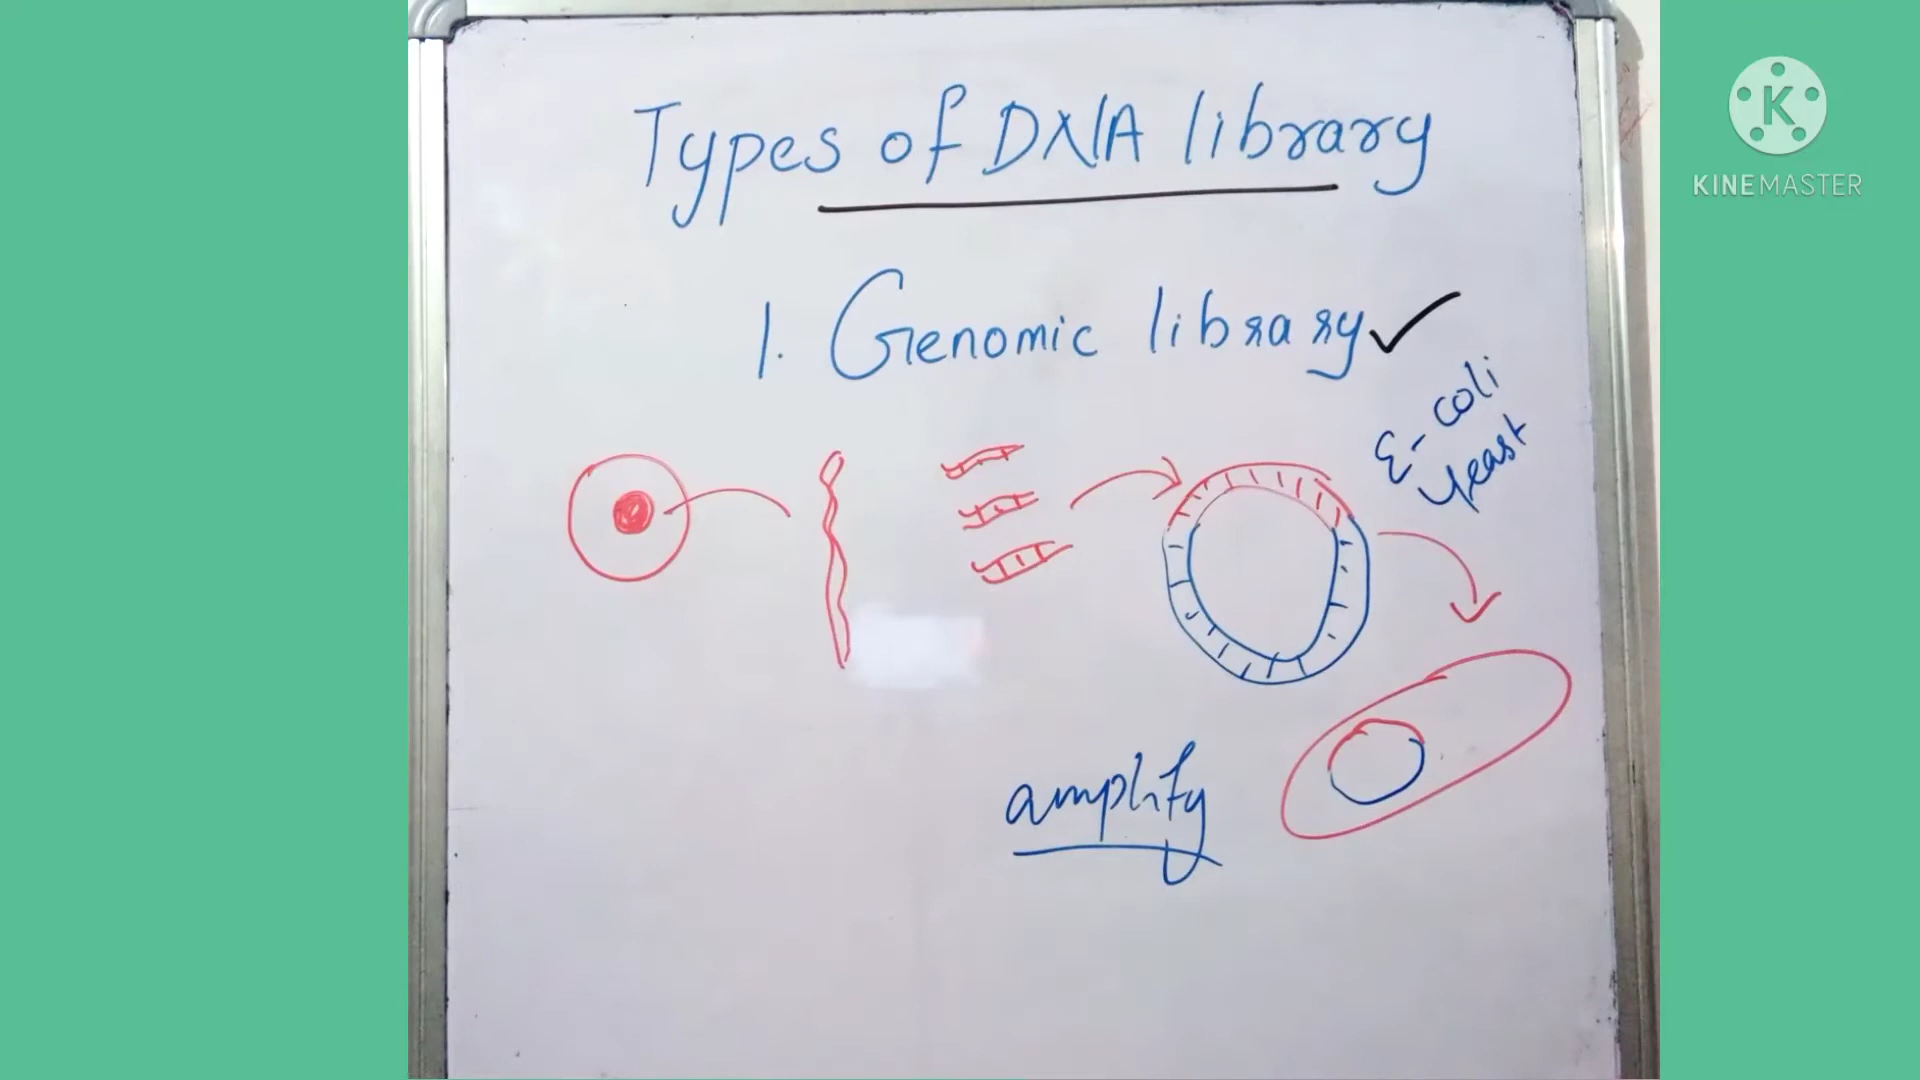 Types of DNA library
1. Genomic library
E-coli
yeast
amplify
K
KINEMASTER